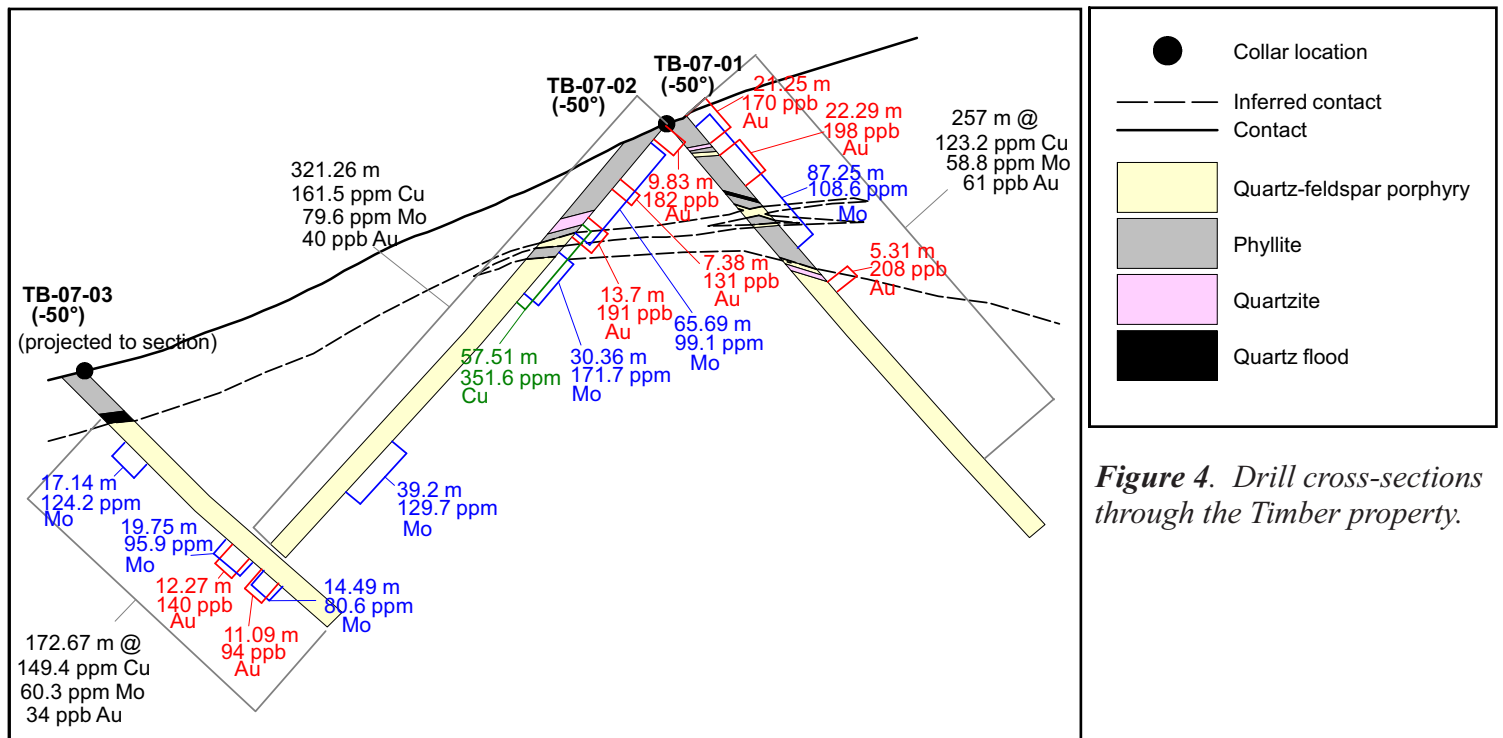 TB-07-01
(-50°)
TB-07-02
(-50°)
21.25 m
170 ppb
Au
22.29 m
198 ppb
Au
257 m @
123.2 ppm Cu
58.8 ppm Mo
61 ppb Au
321.26 m
161.5 ppm Cu
79.6 ppm Mo
40 ppb Au
9.83 m
182 ppb
Au
87.25 m
108.6 ppm
Mo
5.31 m
208 ppb
Au
7.38 m
131 ppb
Au
13.7 m
191 ppb
Au
65.69 m
99.1 ppm
Mo
TB-07-03
(-50°)
(projected to section)
57.51 m
351.6 ppm
Cu
30.36 m
171.7 ppm
Mo
39.2 m
129.7 ppm
Mo
17.14 m
124.2 ppm
Mo
19.75 m
95.9 ppm
Mo
12.27 m
140 ppb
Au
11.09 m
94 ppb
Au
14.49 m
80.6 ppm
Mo
172.67 m @
149.4 ppm Cu
60.3 ppm Mo
34 ppb Au
Collar location
Inferred contact
Contact
Quartz-feldspar porphyry
Phyllite
Quartzite
Quartz flood
Figure 4. Drill cross-sections
through the Timber property.